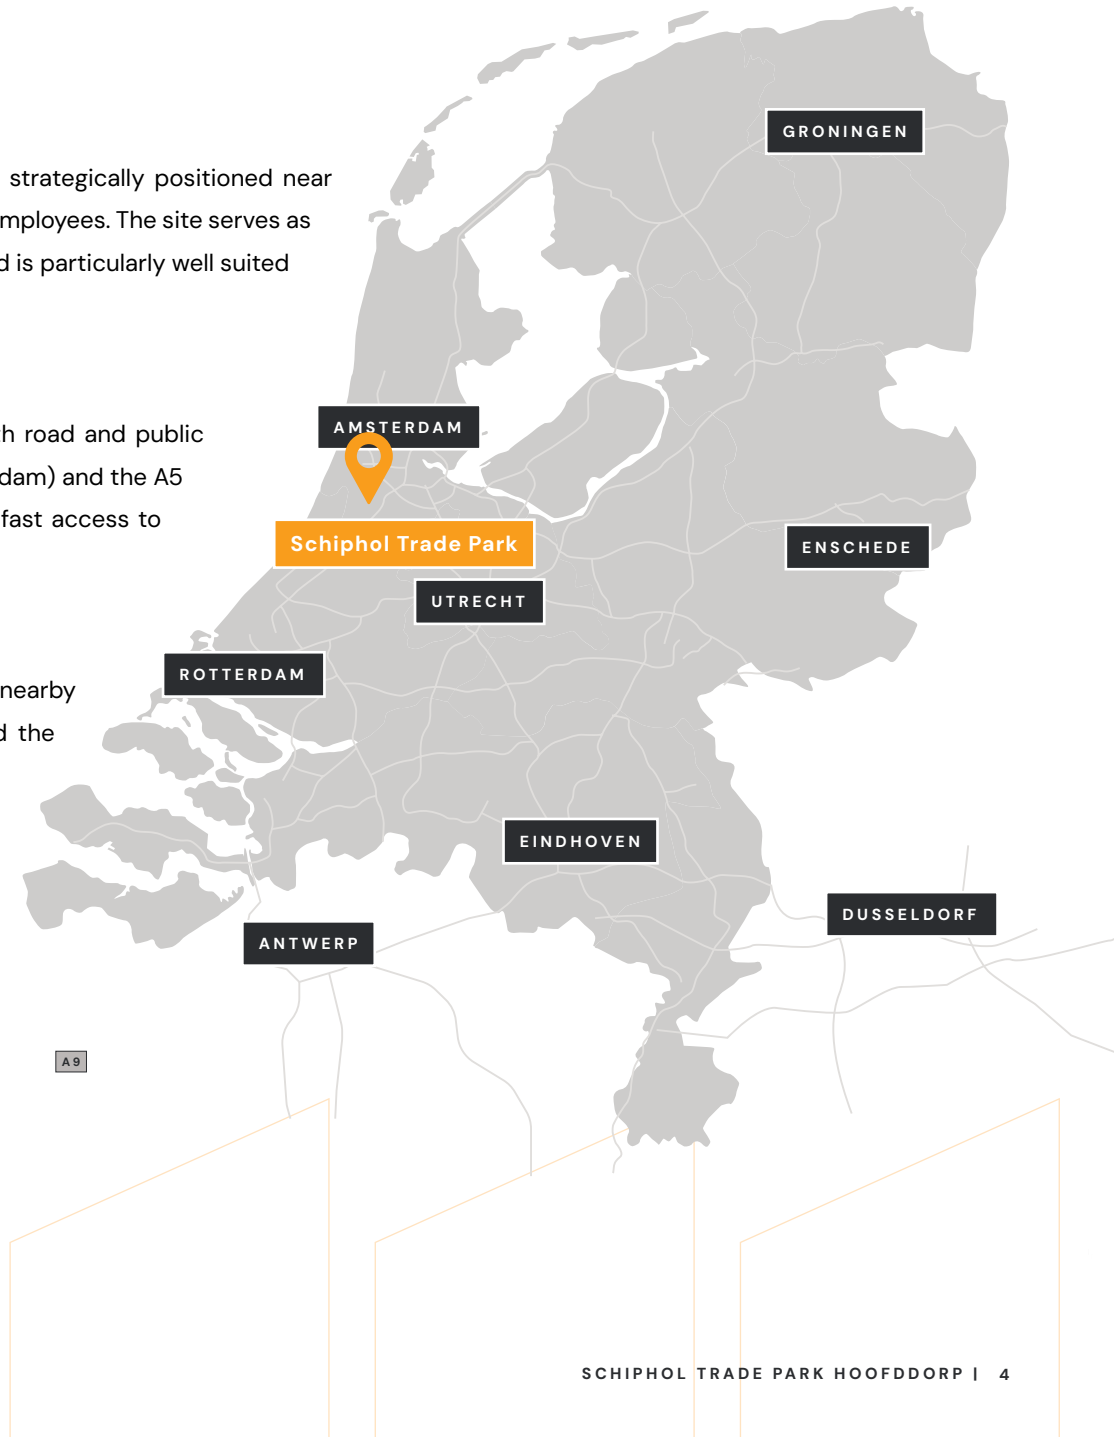 GRONINGEN
strategically positioned near
mployees. The site serves as
d is particularly well suited
AMSTERDAM
th road and public
dam) and the A5
fast access to
Schiphol Trade Park
ENSCHEDE
UTRECHT
ROTTERDAM
nearby
d the
EINDHOVEN
DUSSELDORF
ANTWERP
A9
SCHIPHOL TRADE PARK HOOFDDORP | 4